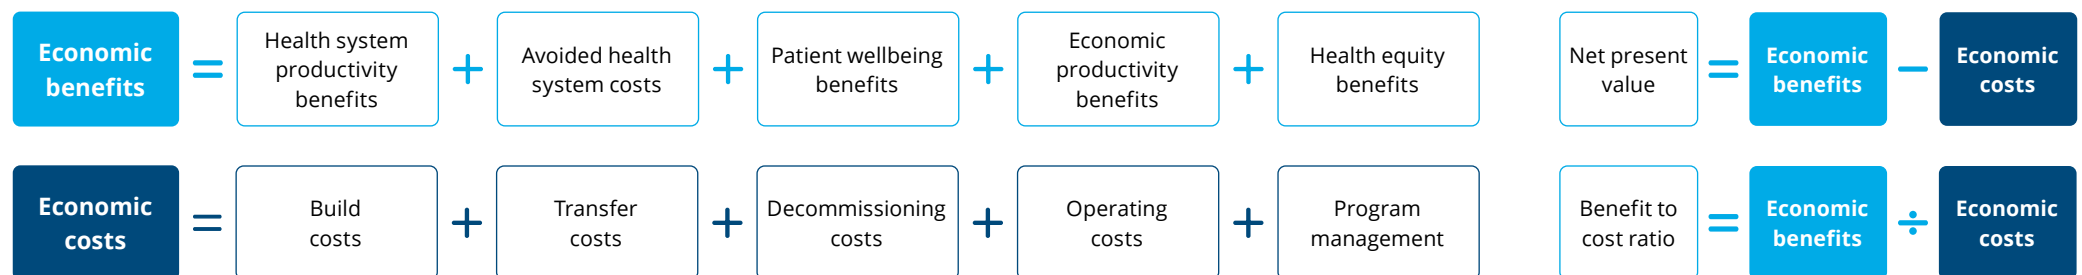 Economic
benefits
=
Health system
productivity
benefits
+
Avoided health
system costs
+
Patient wellbeing
benefits
+
Economic
productivity
benefits
+
Health equity
benefits
Net present
value
=
Economic
benefits
−
Economic
costs
Economic
costs
=
Build
costs
+
Transfer
costs
+
Decommissioning
costs
+
Operating
costs
+
Program
management
Benefit to
cost ratio
=
Economic
benefits
÷
Economic
costs